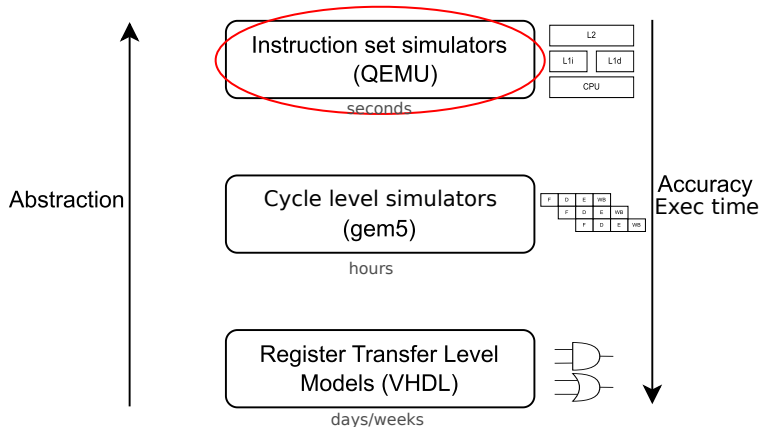 Instruction set simulators
(QEMU)
seconds
L2
L1i
L1d
CPU
Abstraction
Accuracy
Exec time
Cycle level simulators
(gem5)
hours
F D E WB
F D E WB
F D E WB
Register Transfer Level
Models (VHDL)
days/weeks